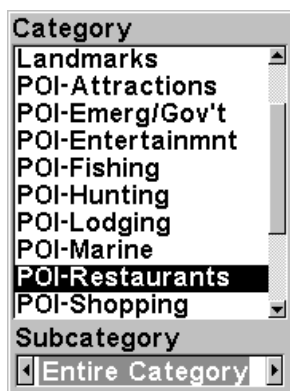 Category
Landmarks
POI-Attractions
POI-Emerg/Gov't
POI-Entertainmnt
POI-Fishing
POI-Hunting
POI-Lodging
POI-Marine
POI-Restaurants
POI-Shopping
Subcategory
Entire Category